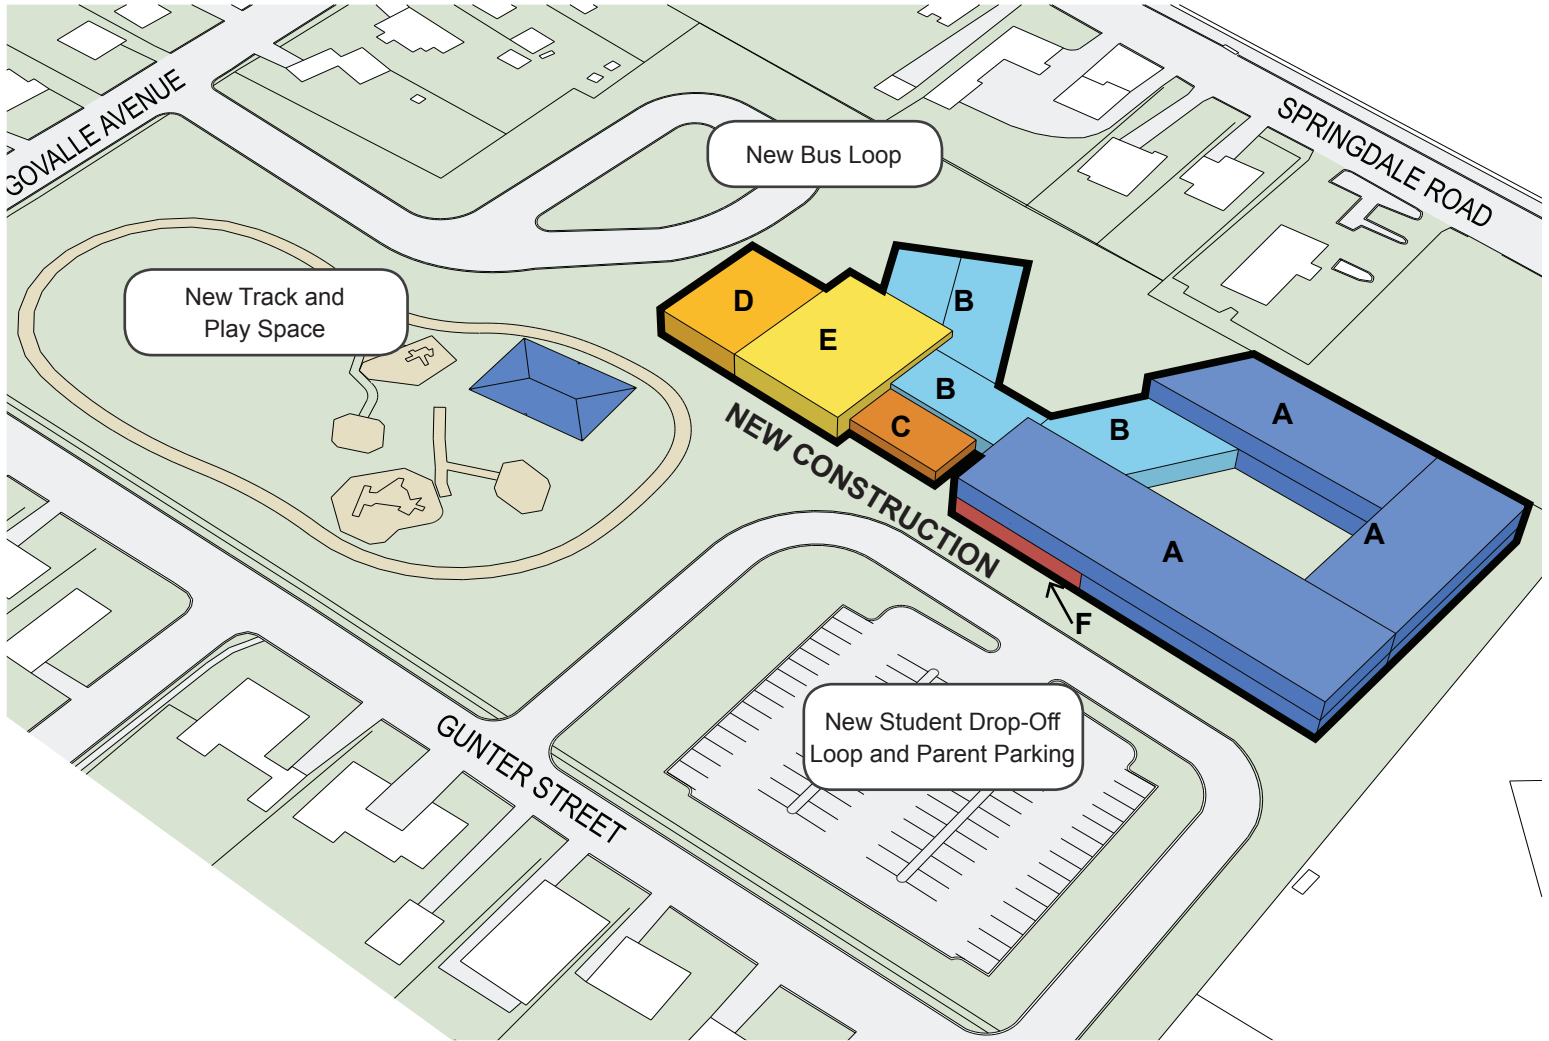 GOVALLE AVENUE
SPRINGDALE ROAD
New Bus Loop
New Track and
Play Space
D
E
B
B
C
B
A
A
A
F
NEW CONSTRUCTION
New Student Drop-Off
Loop and Parent Parking
GUNTER STREET